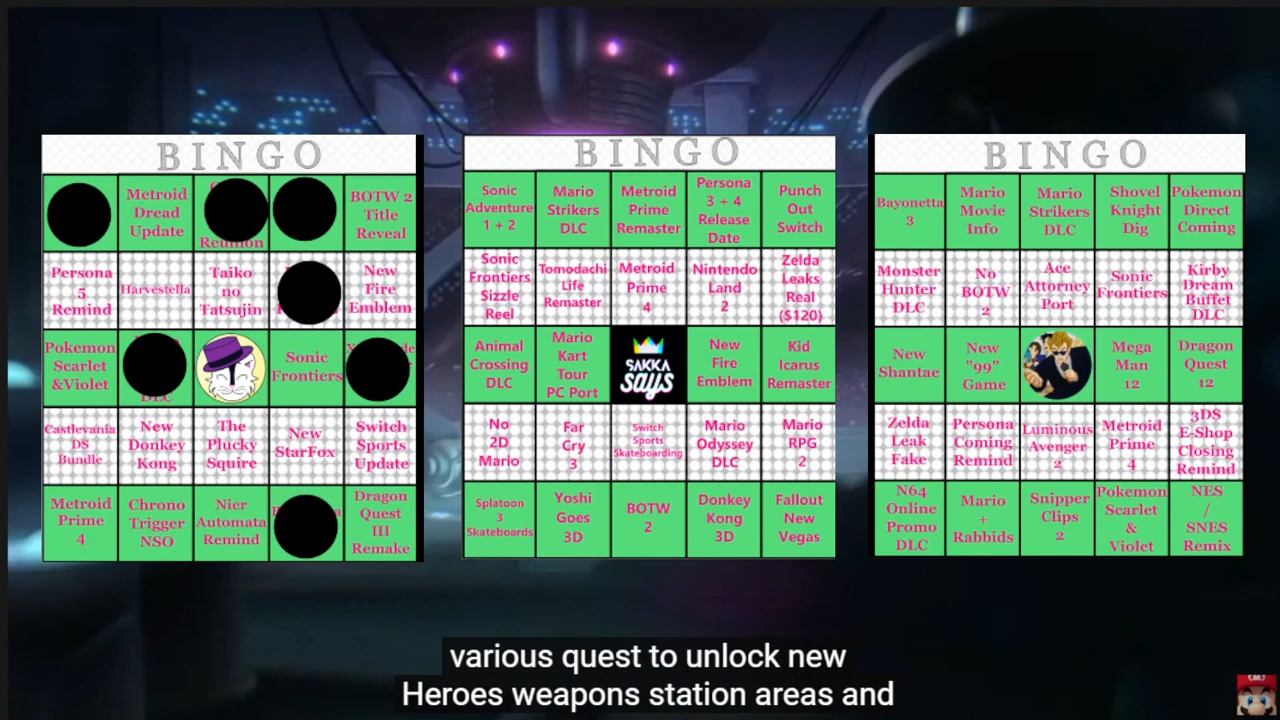 BINGO
Metroid
Dread
Update
Reunion
BOTW 2
Title
Reveal
Persona
5
Remind
Harvestella
Taiko
no
Tatsujin
New
Fire
Emblem
Pokemon
Scarlet
&Violet
DLC
Sonic
Frontiers
Castlevania
DS
Bundle
New
Donkey
Kong
The
Plucky
Squire
New
StarFox
Switch
Sports
Update
Metroid
Prime
4
Chrono
Trigger
NSO
Nier
Automata
Remind
Dragon
Quest
III
Remake
BINGO
Sonic
Adventure
1 + 2
Mario
Strikers
DLC
Metroid
Prime
Remaster
Persona
3 + 4
Release
Date
Punch
Out
Switch
Sonic
Frontiers
Sizzle
Reel
Tomodachi
Life
Remaster
Metroid
Prime
4
Nintendo
Land
2
Zelda
Leaks
Real
($120)
Animal
Crossing
DLC
Mario
Kart
Tour
PC Port
SAKKA
says
New
Fire
Emblem
Kid
Icarus
Remaster
No
2D
Mario
Far
Cry
3
Switch
Sports
Skateboarding
Mario
Odyssey
DLC
Mario
RPG
2
Splatoon
3
Skateboards
Yoshi
Goes
3D
BOTW
2
Donkey
Kong
3D
Fallout
New
Vegas
BINGO
Bayonetta
3
Mario
Movie
Info
Mario
Strikers
DLC
Shovel
Knight
Dig
Pokemon
Direct
Coming
Monster
Hunter
DLC
No
BOTW
2
Ace
Attorney
Port
Sonic
Frontiers
Kirby
Dream
Buffet
DLC
New
Shantae
New
"99"
Game
Mega
Man
12
Dragon
Quest
12
Zelda
Leak
Fake
Persona
Coming
Remind
Luminous
Avenger
2
Metroid
Prime
4
3DS
E-Shop
Closing
Remind
N64
Online
Promo
DLC
Mario
+
Rabbids
Snipper
Clips
2
Pokemon
Scarlet
&
Violet
NES
/
SNES
Remix
various quest to unlock new
Heroes weapons station areas and